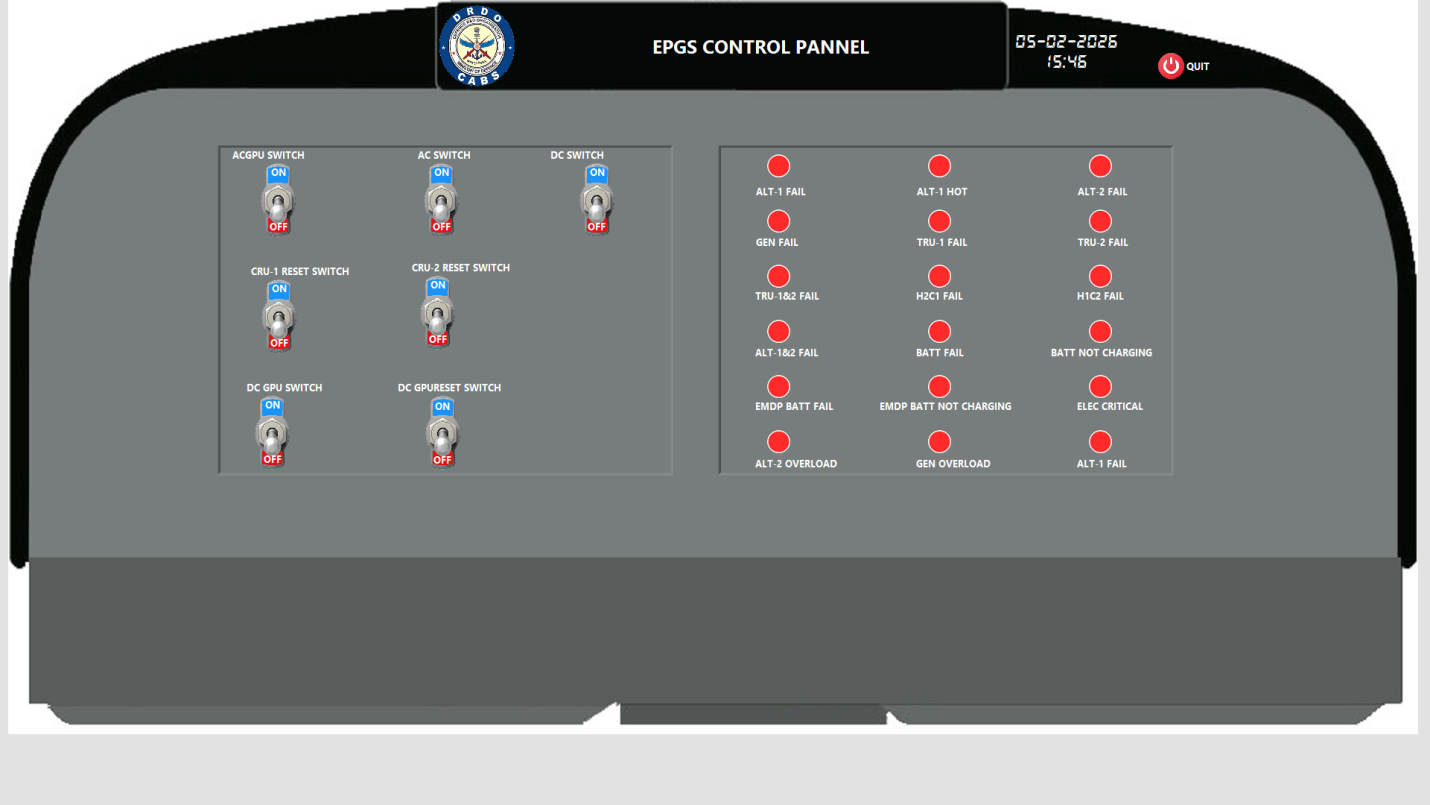 DRDO
CABS
EPGS CONTROL PANNEL
05-02-2026
15:46
QUIT
ACGPU SWITCH
AC SWITCH
DC SWITCH
ON
ON
ON
OFF
OFF
OFF
CRU-1 RESET SWITCH
CRU-2 RESET SWITCH
ON
ON
OFF
OFF
DC GPU SWITCH
DC GPURESET SWITCH
ON
ON
OFF
OFF
ALT-1 FAIL
ALT-1 HOT
ALT-2 FAIL
GEN FAIL
TRU-1 FAIL
TRU-2 FAIL
TRU-1&2 FAIL
H2C1 FAIL
H1C2 FAIL
ALT-1&2 FAIL
BATT FAIL
BATT NOT CHARGING
EMDP BATT FAIL
EMDP BATT NOT CHARGING
ELEC CRITICAL
ALT-2 OVERLOAD
GEN OVERLOAD
ALT-1 FAIL